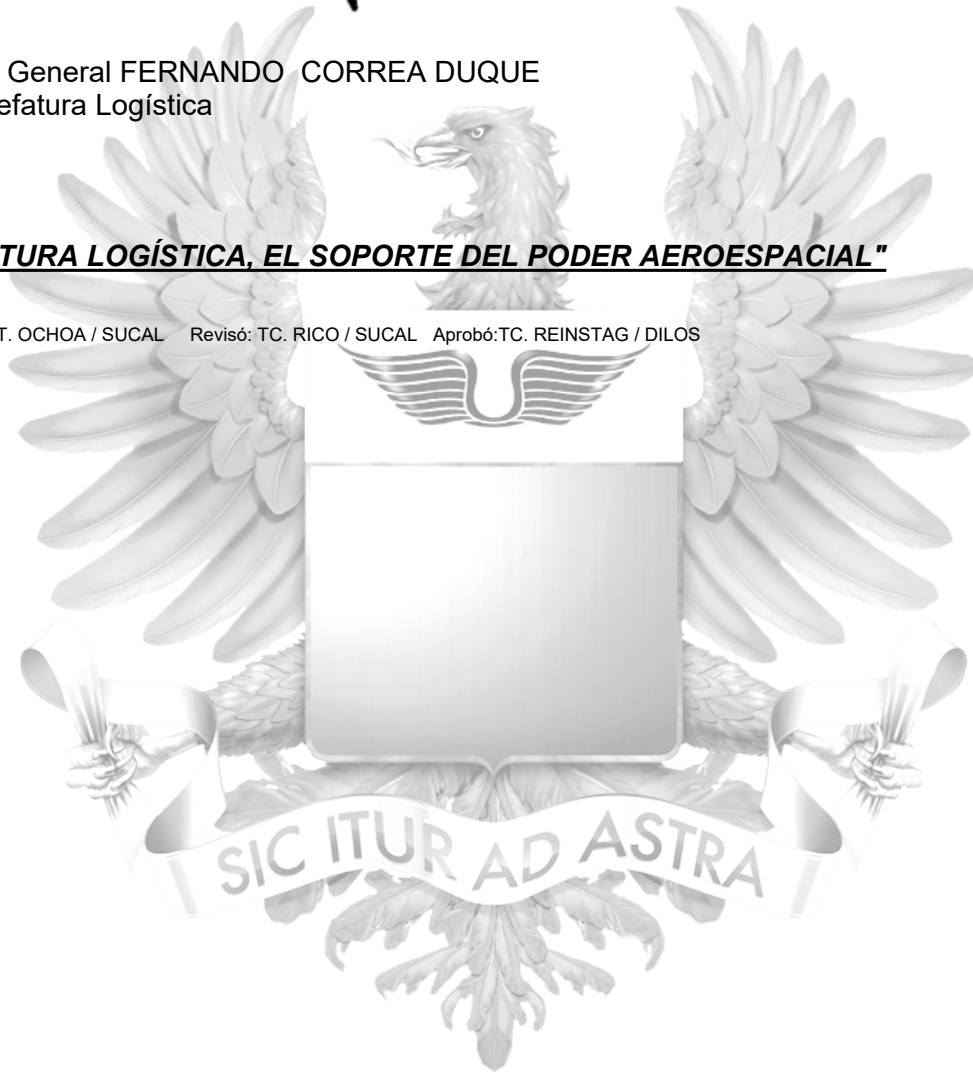 General FERNANDO CORREA DUQUE
efatura Logística
TURA LOGÍSTICA, EL SOPORTE DEL PODER AEROESPACIAL"
T. OCHOA / SUCAL Revisó: TC. RICO / SUCAL Aprobó:TC. REINSTAG / DILOS
SIC ITUR AD ASTRA